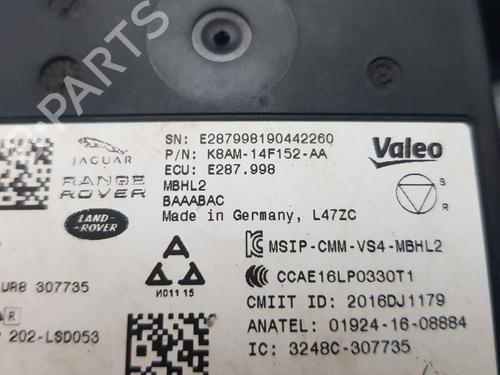 B-PARTS
JAGUAR
RANGE
ROVER
LAND-
ROVER
SN: E287998190442260
P/N: K8AM-14F152-AA
ECU: E287.998
MBHL2
BAAABAC
Made in Germany, L47ZC
Valeo
S
R
MSIP-CMM-VS4-MBHL2
CCAE16LP0330T1
CMIIT ID: 2016DJ1179
ANATEL: 01924-16-08884
IC: 3248C-307735
И011 15
UR8 307735
R
202-LSD053